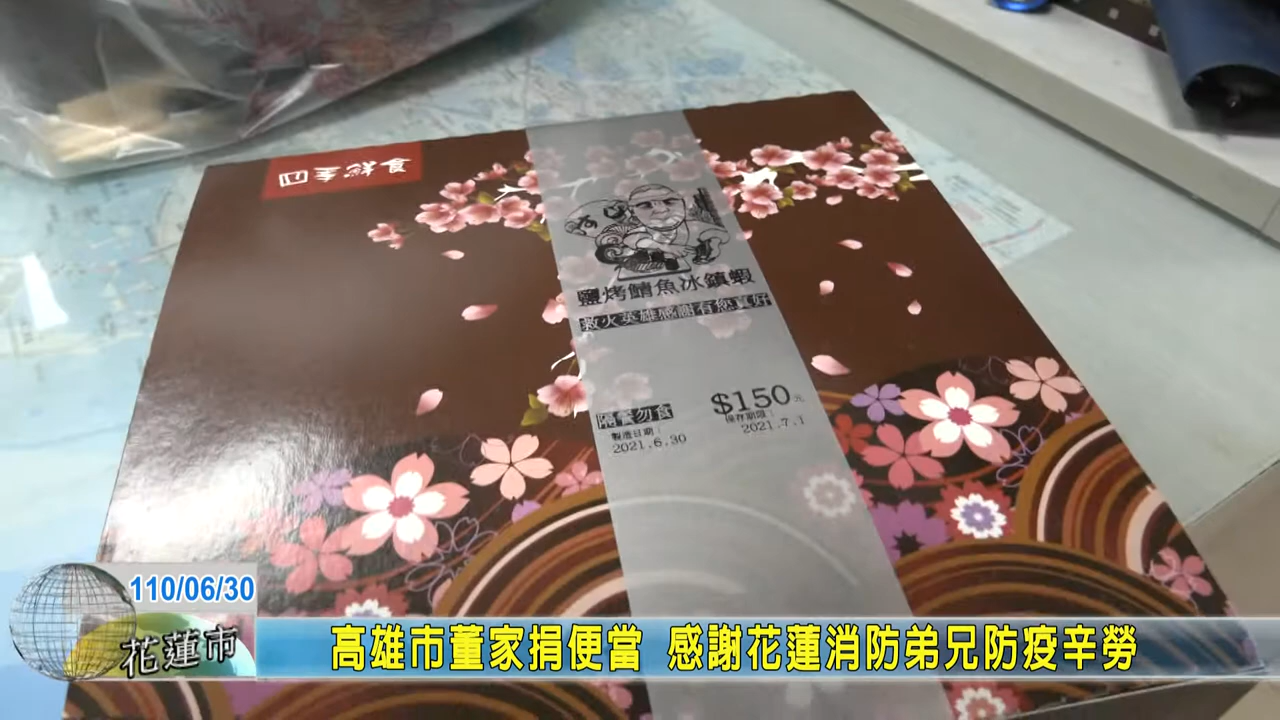 四季鮮食
鹽烤鯖魚冰鎮蝦
救火英雄感謝有您真好
隔餐勿食
$150元
製造日期：
保存期限：
2021.6.30
2021.7.1
110/06/30
花蓮市
高雄市董家捐便當 感謝花蓮消防弟兄防疫辛勞